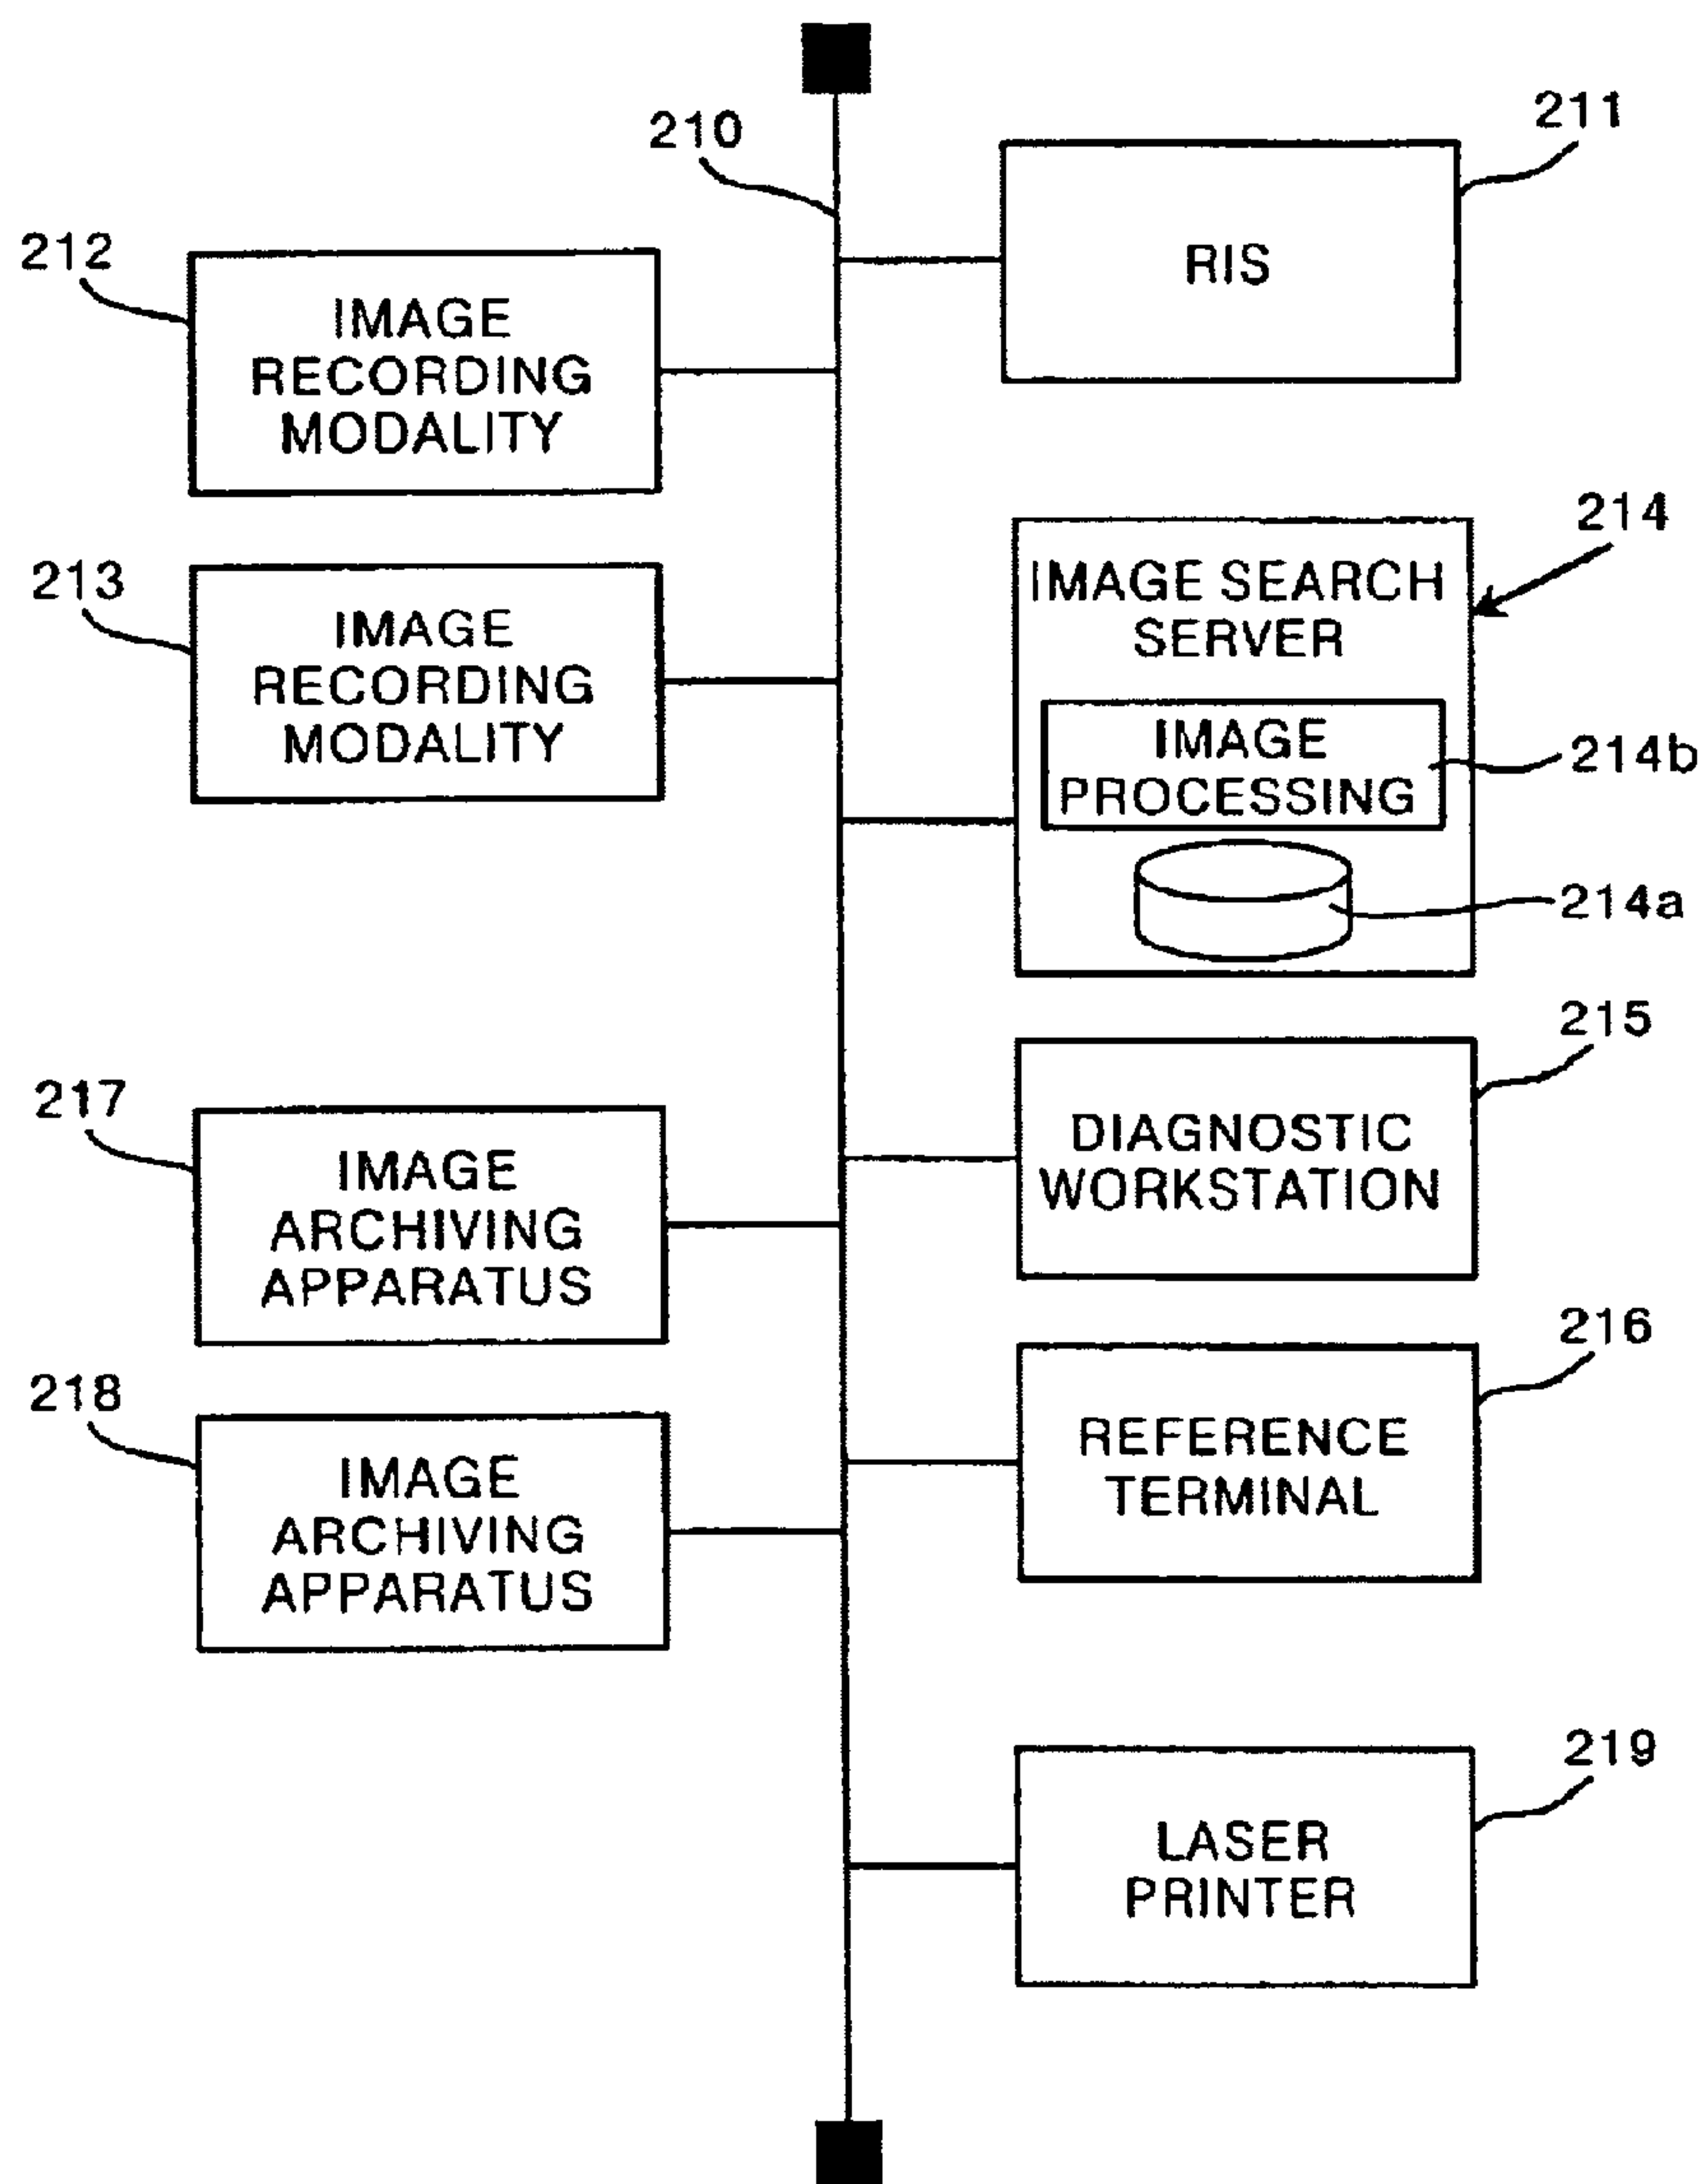 210
211
RIS
212
IMAGE
RECORDING
MODALITY
214
IMAGE SEARCH
SERVER
213
IMAGE
RECORDING
MODALITY
IMAGE
PROCESSING
214b
214a
215
DIAGNOSTIC
WORKSTATION
217
IMAGE
ARCHIVING
APPARATUS
216
REFERENCE
TERMINAL
218
IMAGE
ARCHIVING
APPARATUS
219
LASER
PRINTER